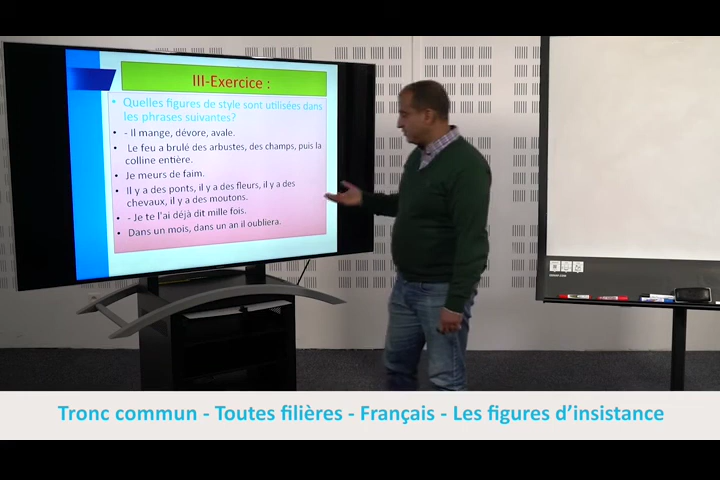 III-Exercice :
Quelles figures de style sont utilisées dans
les phrases suivantes?
- Il mange, dévore, avale.
Le feu a brulé des arbustes, des champs, puis la
colline entière.
Je meurs de faim.
Il y a des ponts, il y a des fleurs, il y a des
chevaux, il y a des moutons.
- Je te l'ai déjà dit mille fois.
Dans un mois, dans un an il oubliera.
Tronc commun - Toutes filières - Français - Les figures d'insistance